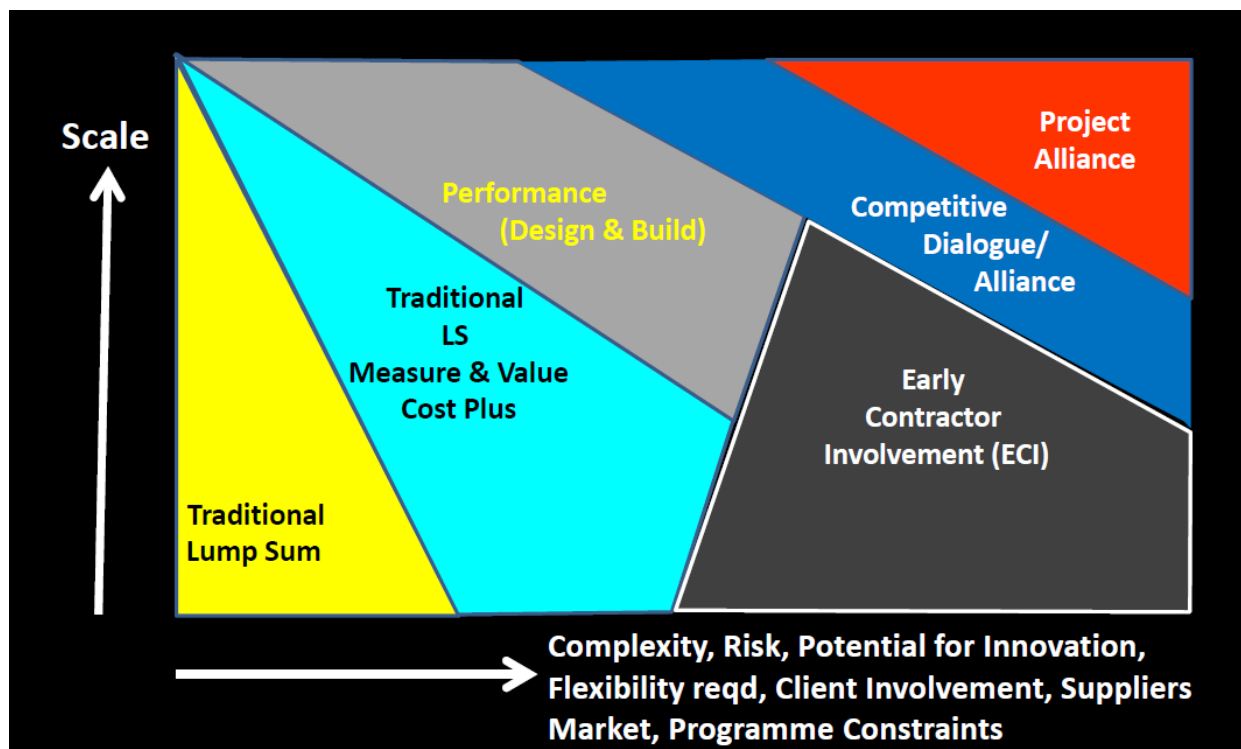 Scale
Project
Alliance
Performance
(Design & Build)
Competitive
Dialogue/
Alliance
Traditional
LS
Measure & Value
Cost Plus
Early
Contractor
Involvement (ECI)
Traditional
Lump Sum
Complexity, Risk, Potential for Innovation,
Flexibility reqd, Client Involvement, Suppliers
Market, Programme Constraints